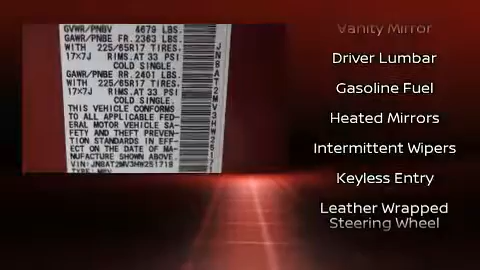 GVWR/PNBV 4679 LBS.
GAWR/PNBE FR. 2363 LBS.
WITH 225/65R17 TIRES,
17x7J RIMS, AT 33 PSI
COLD SINGLE.
GAWR/PNBE RR. 2401 LBS.
WITH 225/65R17 TIRES,
17x7J RIMS, AT 33 PSI
COLD SINGLE.
THIS VEHICLE CONFORMS
TO ALL APPLICABLE FED-
ERAL MOTOR VEHICLE SA-
FETY AND THEFT PREVEN-
TION STANDARDS IN EFF-
ECT ON THE DATE OF MA-
NUFACTURE SHOWN ABOVE.
Vanity Mirror
Driver Lumbar
Gasoline Fuel
Heated Mirrors
Intermittent Wipers
Keyless Entry
Leather Wrapped
Steering Wheel